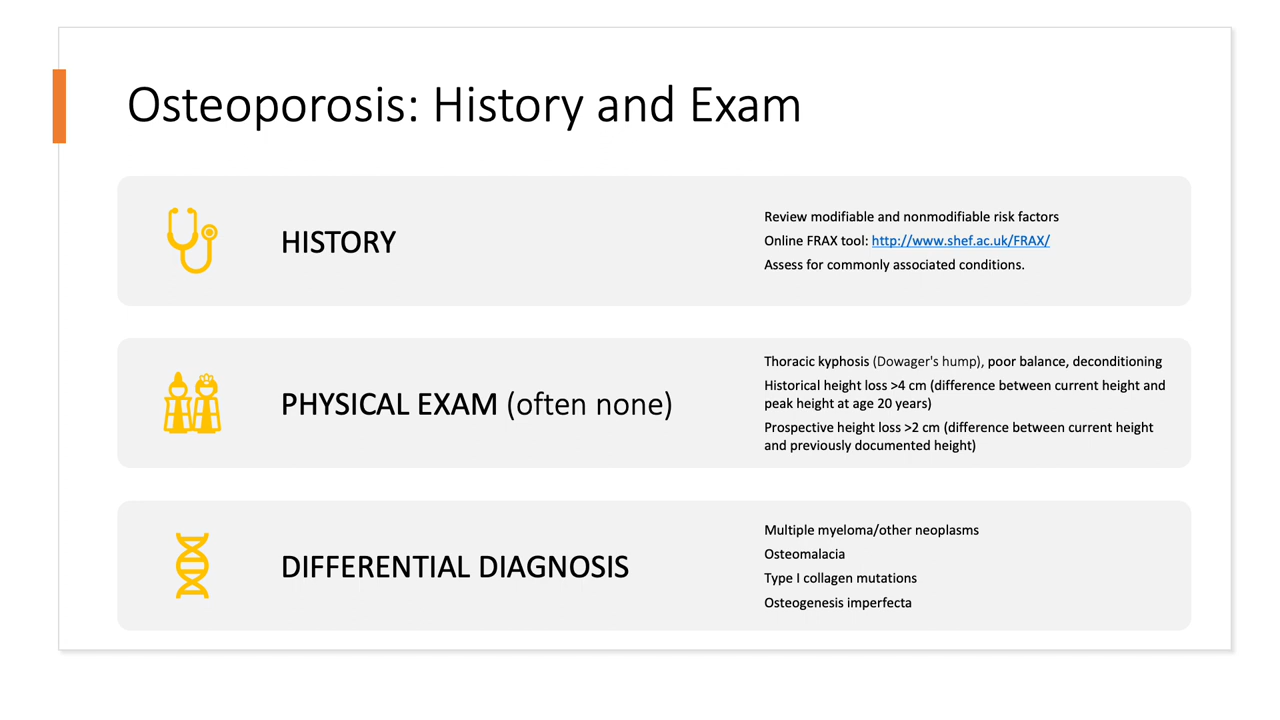 Osteoporosis: History and Exam
HISTORY
Review modifiable and nonmodifiable risk factors
Online FRAX tool: http://www.shef.ac.uk/FRAX/
Assess for commonly associated conditions.
PHYSICAL EXAM (often none)
Thoracic kyphosis (Dowager's hump), poor balance, deconditioning
Historical height loss >4 cm (difference between current height and
peak height at age 20 years)
Prospective height loss >2 cm (difference between current height
and previously documented height)
DIFFERENTIAL DIAGNOSIS
Multiple myeloma/other neoplasms
Osteomalacia
Type I collagen mutations
Osteogenesis imperfecta